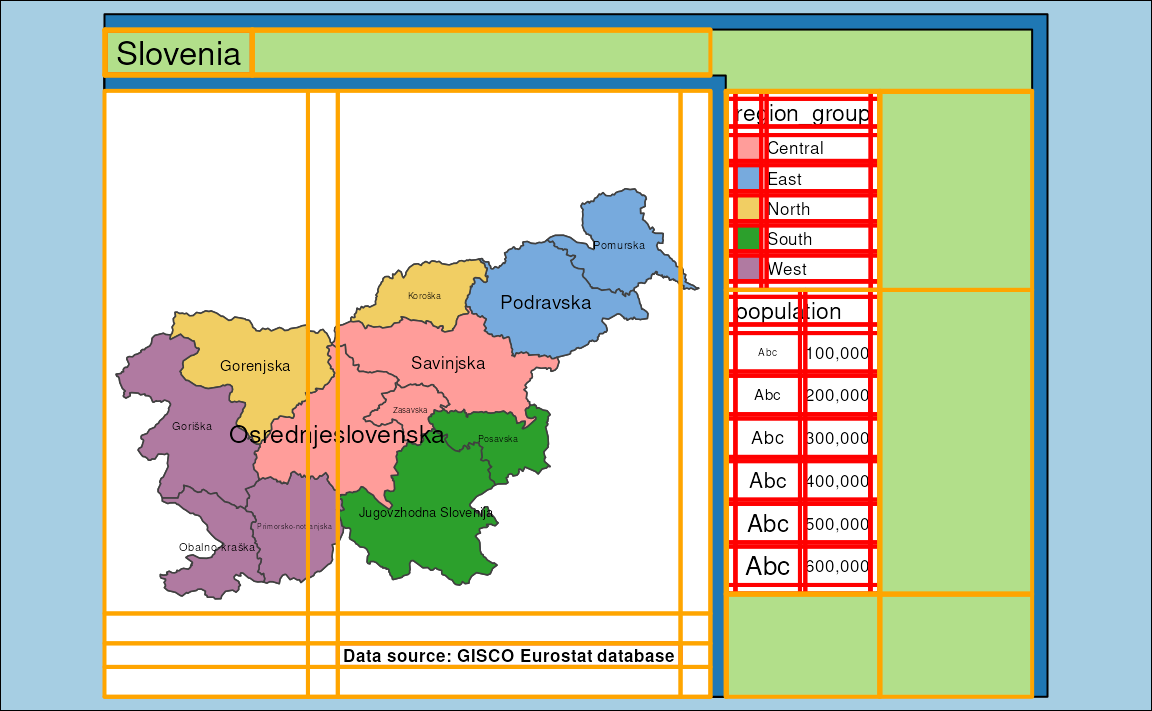 Slovenia
region_group
Central
East
North
South
West
population
Abc 100,000
Abc 200,000
Abc 300,000
Abc 400,000
Abc 500,000
Abc 600,000
Pomurska
Koroška
Podravska
Gorenjska
Savinjska
Zasavska
Goriška
Osrednjeslovenska
Posavska
Jugovzhodna Slovenija
Primorsko-notranjska
Obalno-kraška
Data source: GISCO Eurostat database